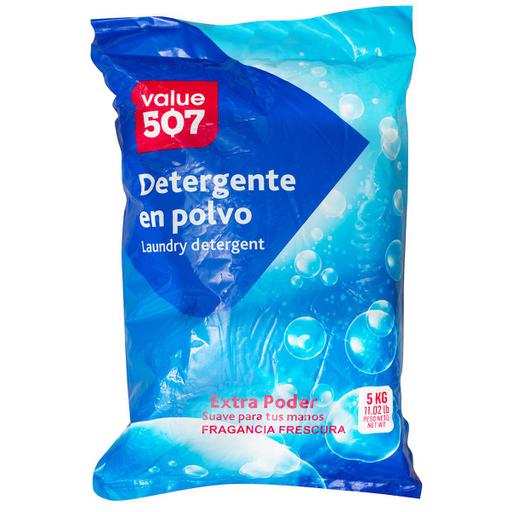 value
507
Detergente
en polvo
Laundry detergent
Extra Poder
Suave para tus manos
FRAGANCIA FRESCURA
5 KG
11.02 lb
PESO NETO
NET WT